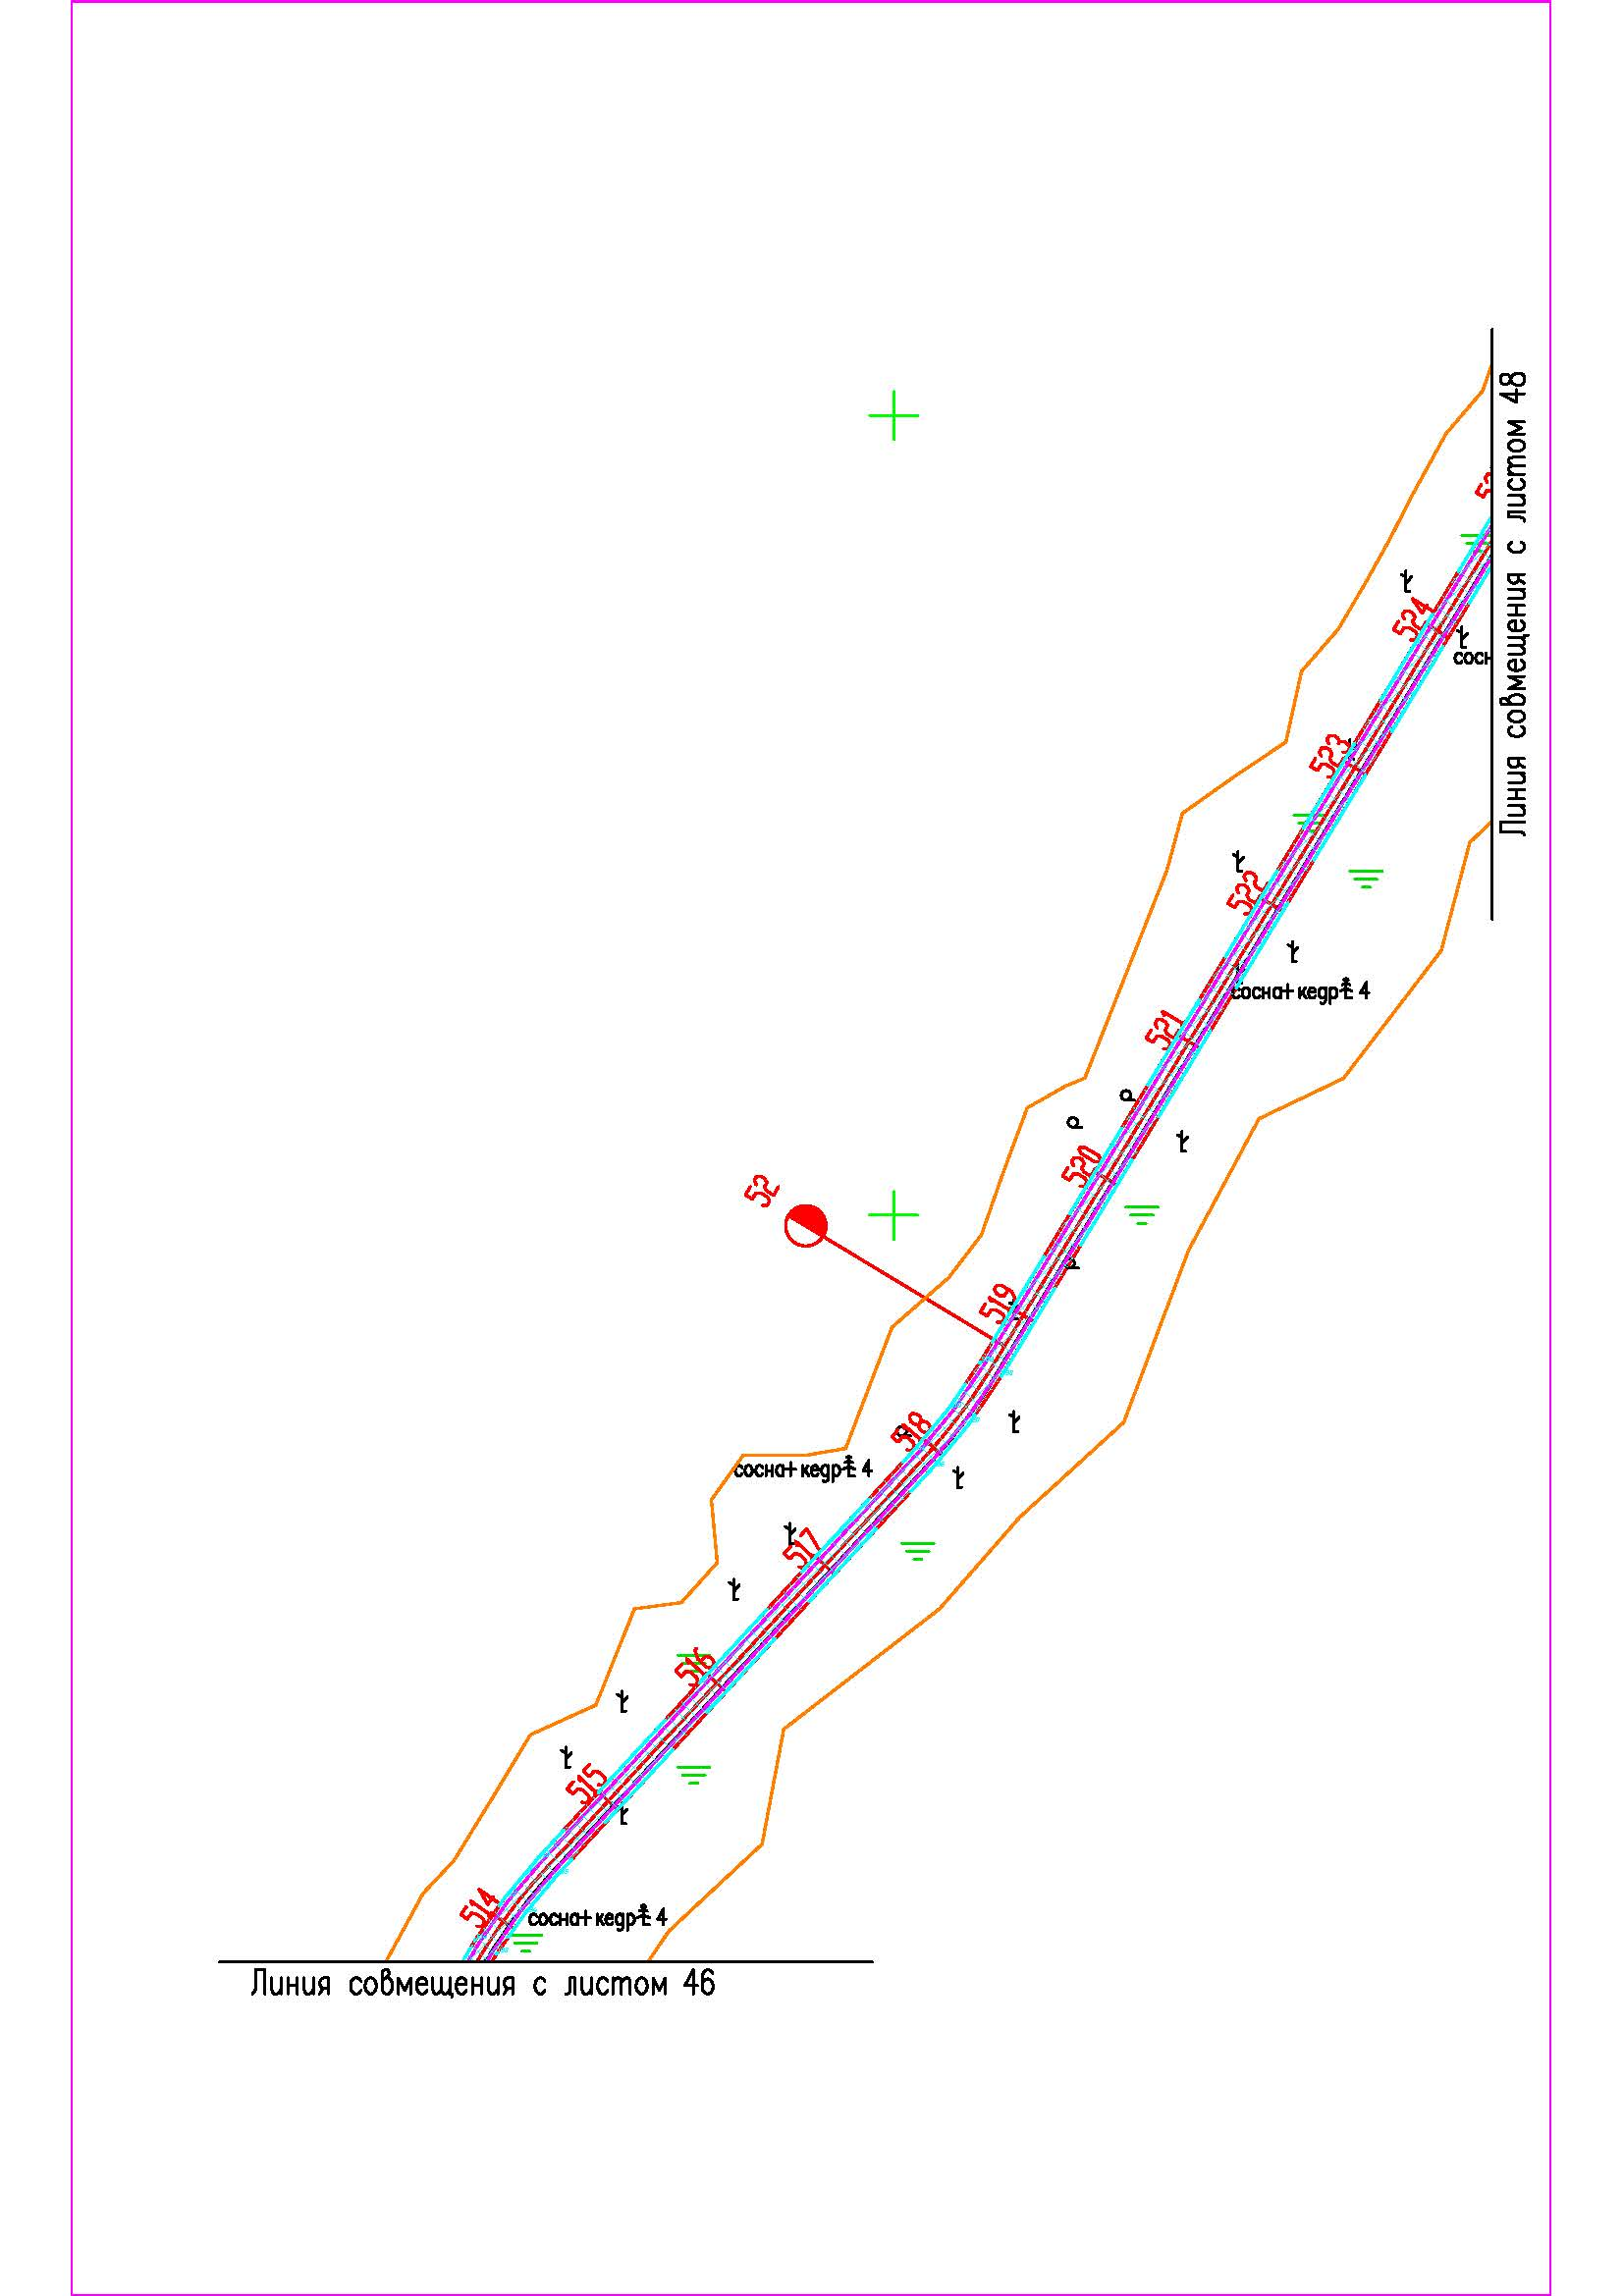 Линия совмещения с листом 48
524
сосн
523
522
сосна+кедр 4
521
520
52
519
518
сосна+кедр 4
517
516
515
514
сосна+кедр 4
Линия совмещения с листом 46